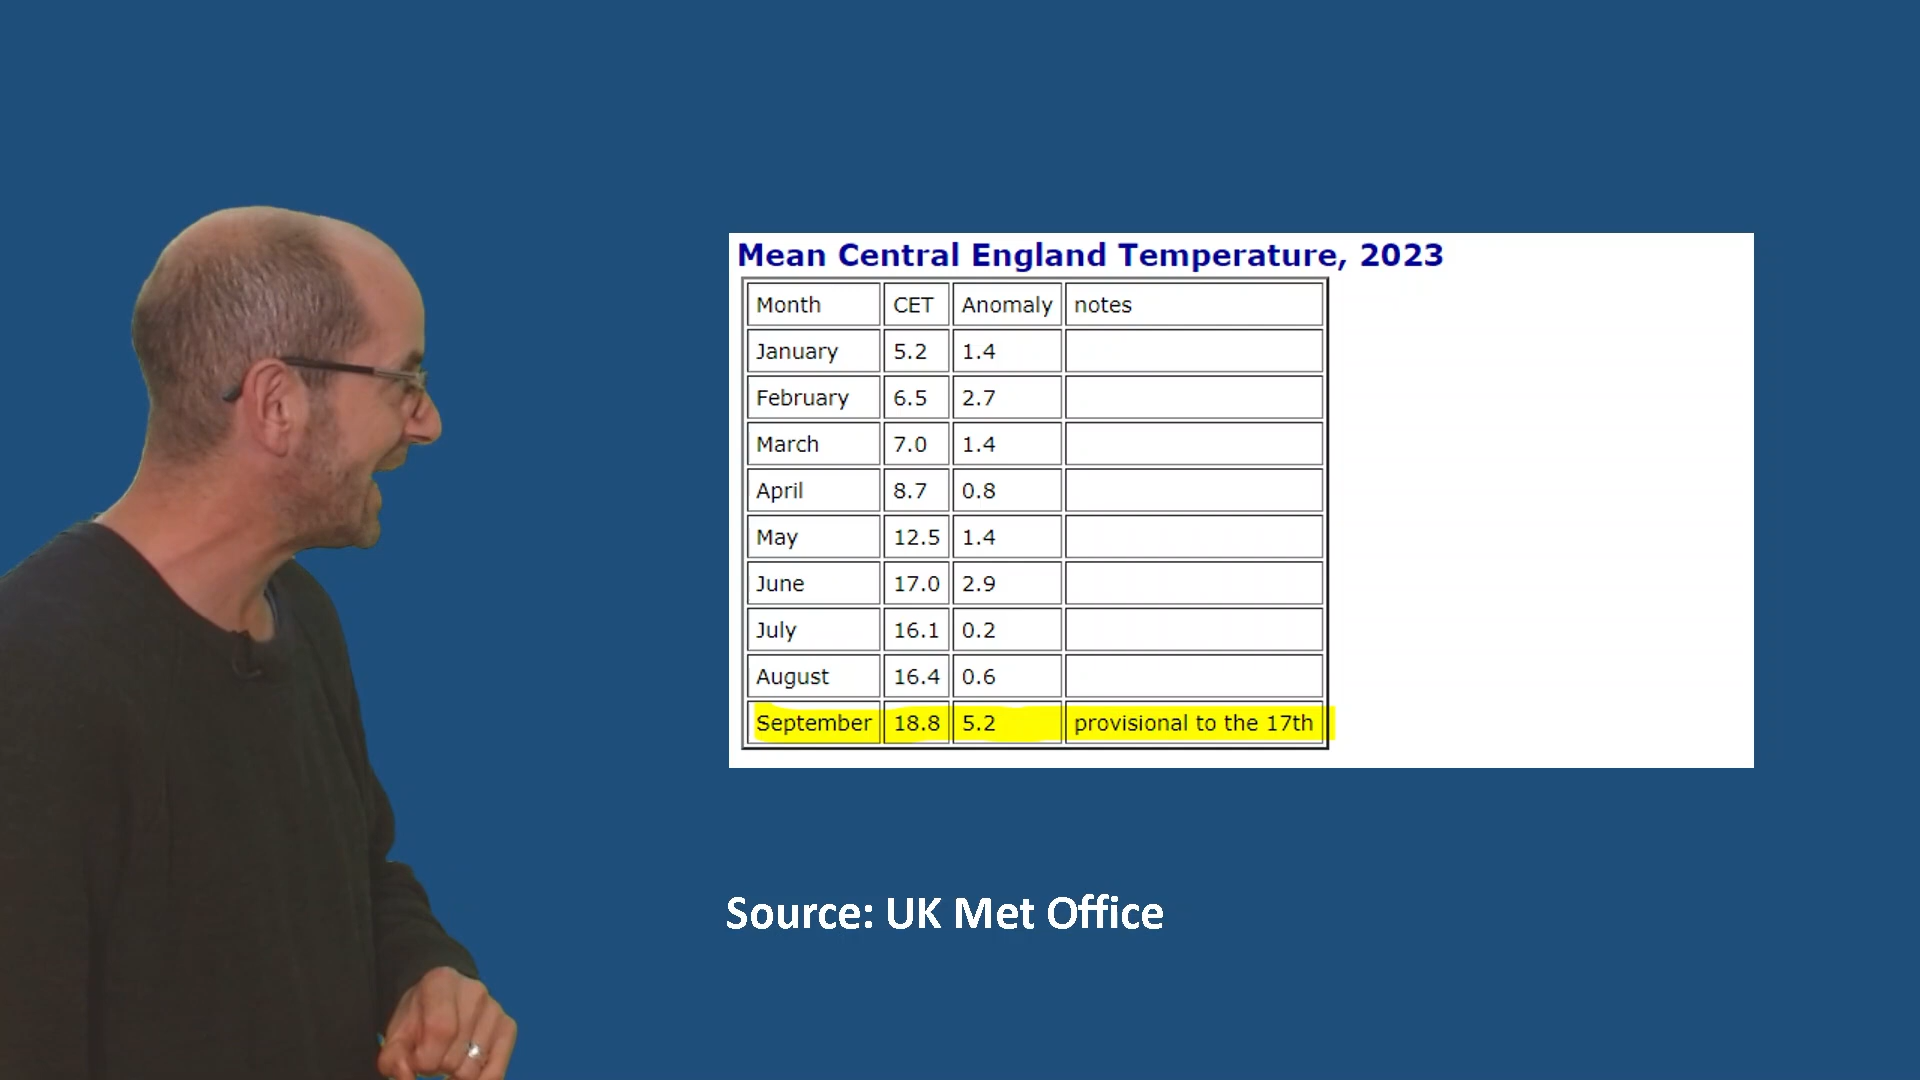 Mean Central England Temperature, 2023
Month CET Anomaly notes
January 5.2 1.4
February 6.5 2.7
March 7.0 1.4
April 8.7 0.8
May 12.5 1.4
June 17.0 2.9
July 16.1 0.2
August 16.4 0.6
September 18.8 5.2 provisional to the 17th
Source: UK Met Office